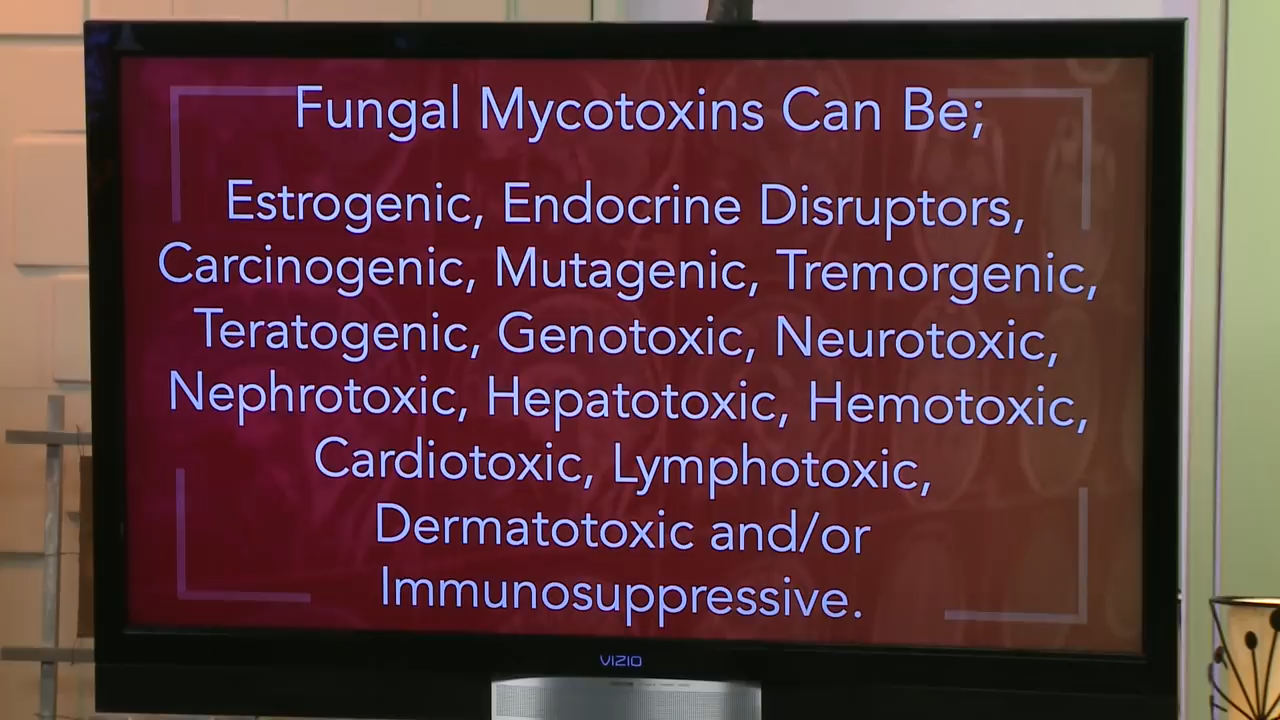 Fungal Mycotoxins Can Be;
Estrogenic, Endocrine Disruptors,
Carcinogenic, Mutagenic, Tremorgenic,
Teratogenic, Genotoxic, Neurotoxic,
Nephrotoxic, Hepatotoxic, Hemotoxic,
Cardiotoxic, Lymphotoxic,
Dermatotoxic and/or
Immunosuppressive.
VIZIO